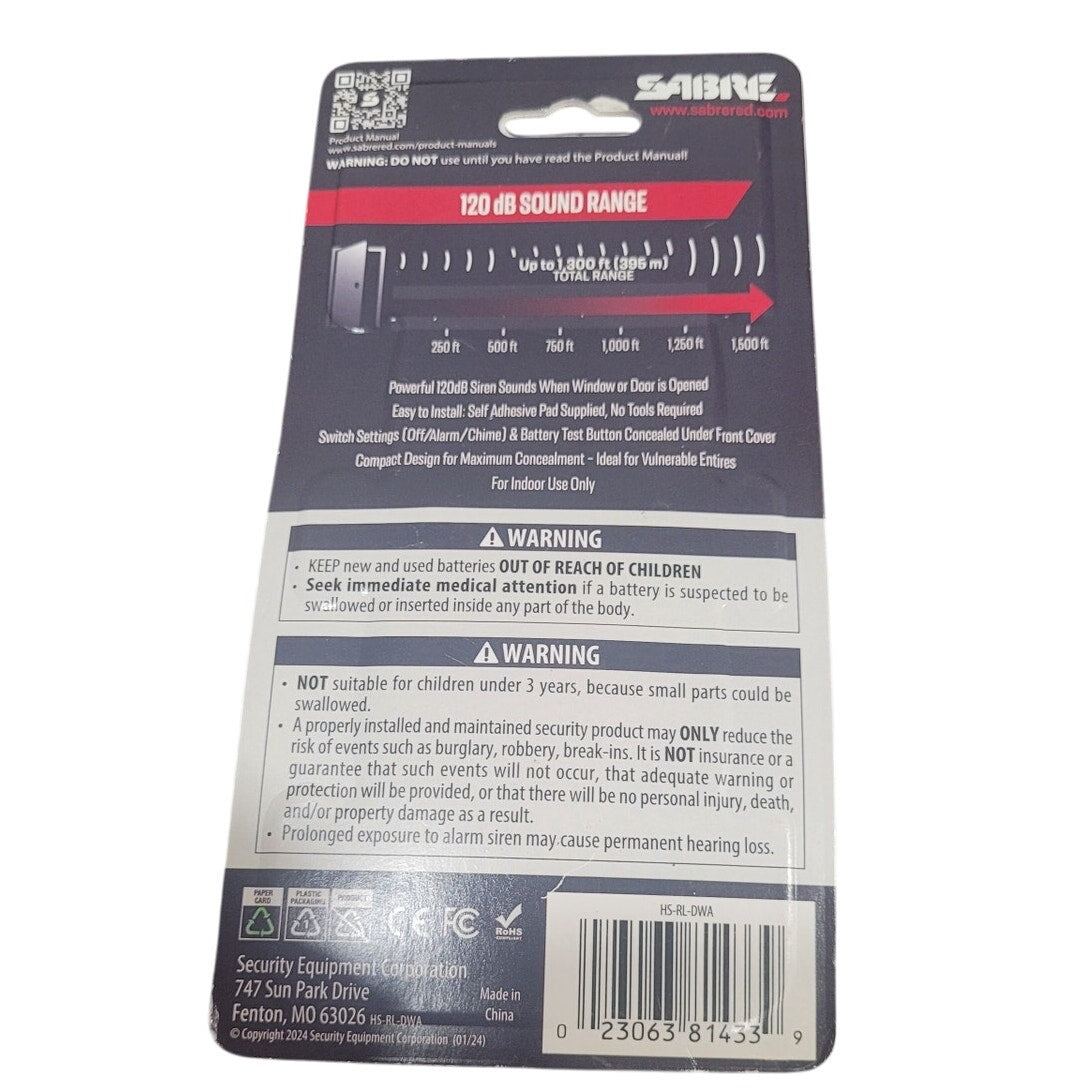 SABRE
www.sabrered.com
Product Manual
www.sabrered.com/product-manuals
WARNING: DO NOT use until you have read the Product Manual!
120 dB SOUND RANGE
Up to 1,300 ft (396 m)
TOTAL RANGE
250 ft 500 ft 750 ft 1,000 ft 1,250 ft 1,500 ft
Powerful 120dB Siren Sounds When Window or Door is Opened
Easy to Install: Self Adhesive Pad Supplied, No Tools Required
Switch Settings (Off/Alarm/Chime) & Battery Test Button Concealed Under Front Cover
Compact Design for Maximum Concealment - Ideal for Vulnerable Entires
For Indoor Use Only
WARNING
• KEEP new and used batteries OUT OF REACH OF CHILDREN
• Seek immediate medical attention if a battery is suspected to be
swallowed or inserted inside any part of the body.
WARNING
• NOT suitable for children under 3 years, because small parts could be
swallowed.
• A properly installed and maintained security product may ONLY reduce the
risk of events such as burglary, robbery, break-ins. It is NOT insurance or a
guarantee that such events will not occur, that adequate warning or
protection will be provided, or that there will be no personal injury, death,
and/or property damage as a result.
• Prolonged exposure to alarm siren may cause permanent hearing loss.
PAPER CARD
PLASTIC PACKAGING
PRODUCT
1
CE FC
RoHS
COMPLIANT
Security Equipment Corporation
747 Sun Park Drive
Fenton, MO 63026 HS-RL-DWA
© Copyright 2024 Security Equipment Corporation (01/24)
Made in
China
HS-RL-DWA
0 23063 81433 9